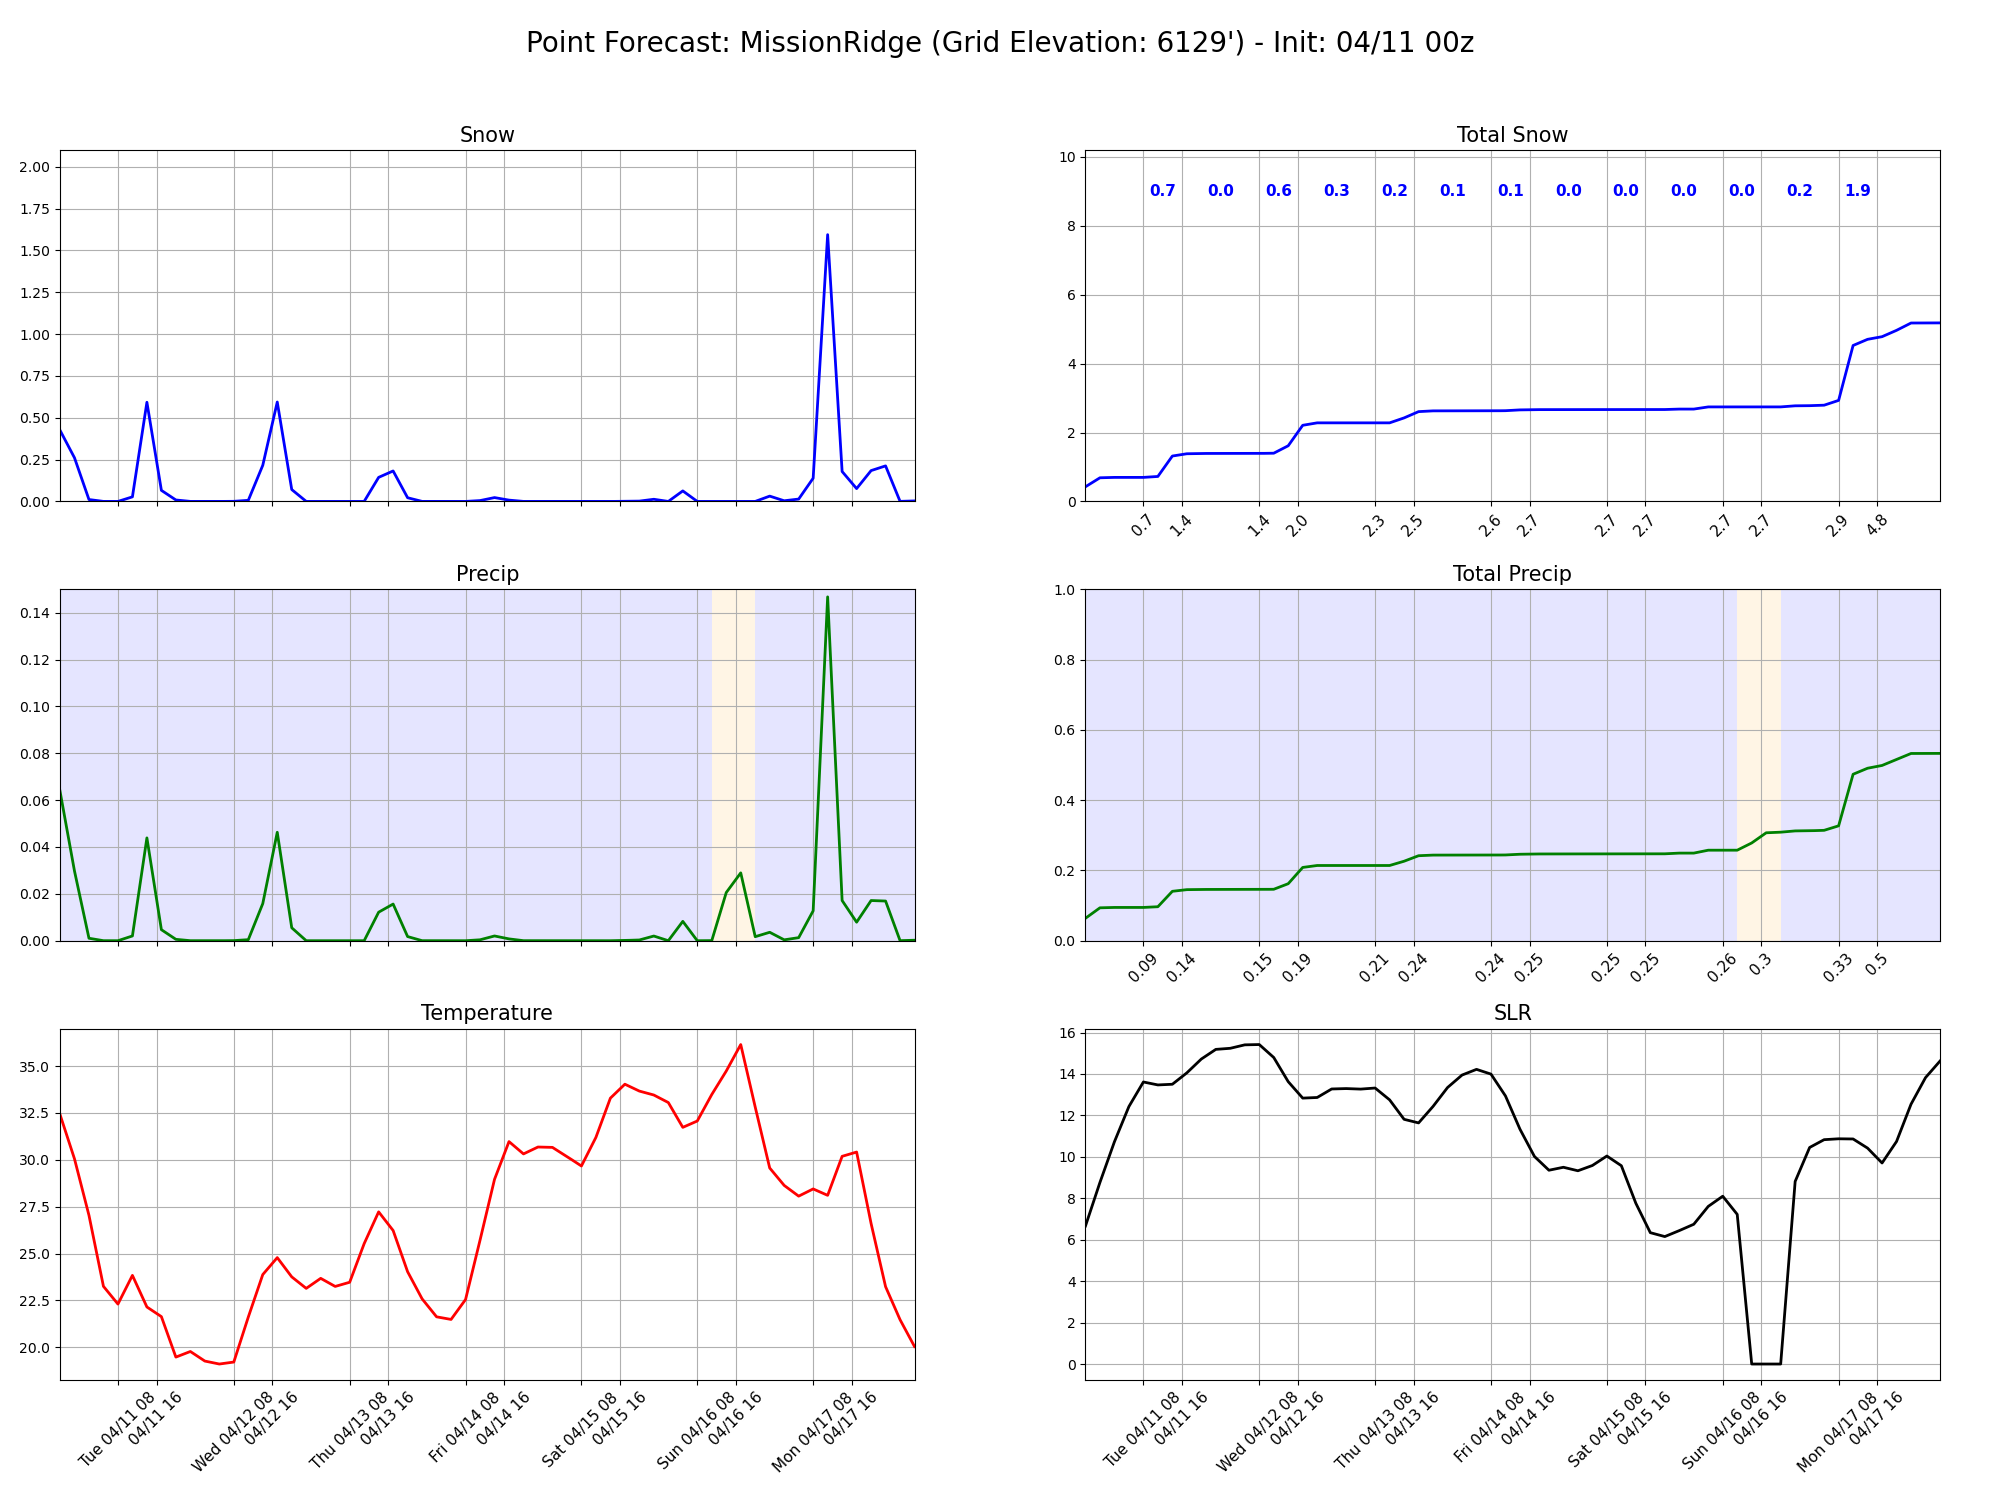 Point Forecast: MissionRidge (Grid Elevation: 6129') - Init: 04/11 00z
Snow
2.00
1.75
1.50
1.25
1.00
0.75
0.50
0.25
0.00
Total Snow
10
8
6
4
2
0
0.7 0.0 0.6 0.3 0.2 0.1 0.1 0.0 0.0 0.0 0.0 0.2 1.9
0.7 1.4 1.4 2.0 2.3 2.5 2.6 2.7 2.7 2.7 2.7 2.7 2.9 4.8
Precip
0.14
0.12
0.10
0.08
0.06
0.04
0.02
0.00
Total Precip
1.0
0.8
0.6
0.4
0.2
0.0
0.09 0.14 0.15 0.19 0.21 0.24 0.24 0.25 0.25 0.25 0.26 0.3 0.33 0.5
Temperature
35.0
32.5
30.0
27.5
25.0
22.5
20.0
Tue 04/11 08
04/11 16
Wed 04/12 08
04/12 16
Thu 04/13 08
04/13 16
Fri 04/14 08
04/14 16
Sat 04/15 08
04/15 16
Sun 04/16 08
04/16 16
Mon 04/17 08
04/17 16
SLR
16
14
12
10
8
6
4
2
0
Tue 04/11 08
04/11 16
Wed 04/12 08
04/12 16
Thu 04/13 08
04/13 16
Fri 04/14 08
04/14 16
Sat 04/15 08
04/15 16
Sun 04/16 08
04/16 16
Mon 04/17 08
04/17 16